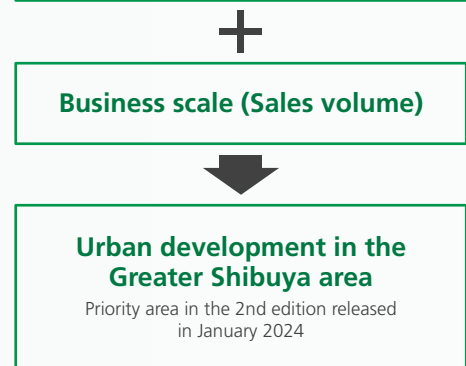 +
Business scale (Sales volume)
Urban development in the
Greater Shibuya area
Priority area in the 2nd edition released
in January 2024